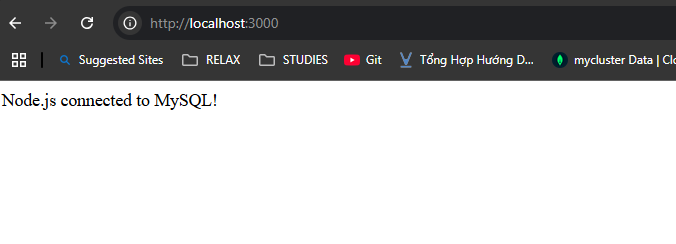 http://localhost:3000
Suggested Sites RELAX STUDIES Git Tổng Hợp Hướng D... mycluster Data | Clo
Node.js connected to MySQL!